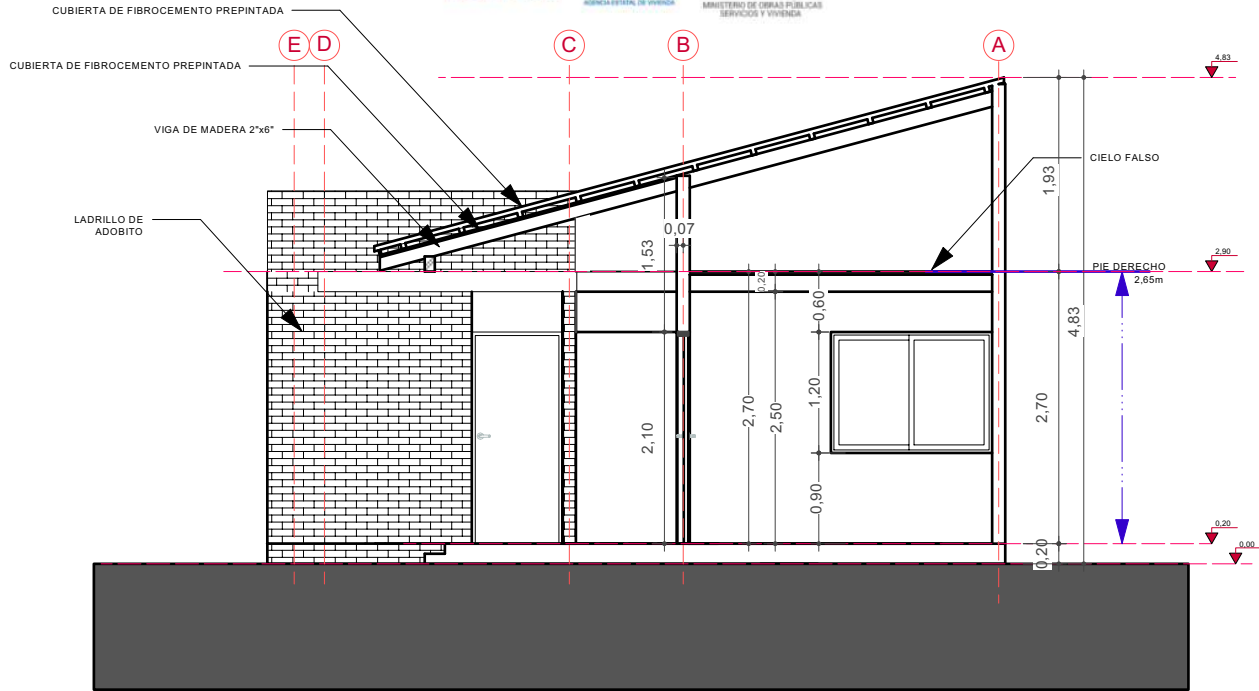 AGENCIA ESTATAL DE VIVIENDA
MINISTERIO DE OBRAS PÚBLICAS
SERVICIOS Y VIVIENDA
CUBIERTA DE FIBROCEMENTO PREPINTADA
E
D
C
B
A
4,83
CUBIERTA DE FIBROCEMENTO PREPINTADA
VIGA DE MADERA 2"x6"
CIELO FALSO
1,93
LADRILLO DE
ADOBITO
0,07
1,53
2,90
PIE DERECHO
2,65m
0,20
0,60
4,83
1,20
2,70
2,50
2,70
2,10
0,90
0,20
0,20
0,00